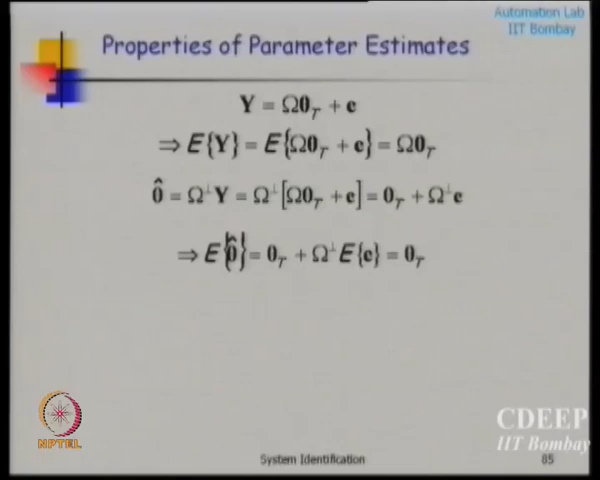 Automation Lab
IIT Bombay
Properties of Parameter Estimates
Y = Ωθ_T + e
⇒ E{Y} = E{Ωθ_T + e} = Ωθ_T
θ̂ = Ω^⊥Y = Ω^⊥[Ωθ_T + e] = θ_T + Ω^⊥e
⇒ E{θ̂} = θ_T + Ω^⊥E{e} = θ_T
NPTEL
CDEEP
IIT Bombay
System Identification
85